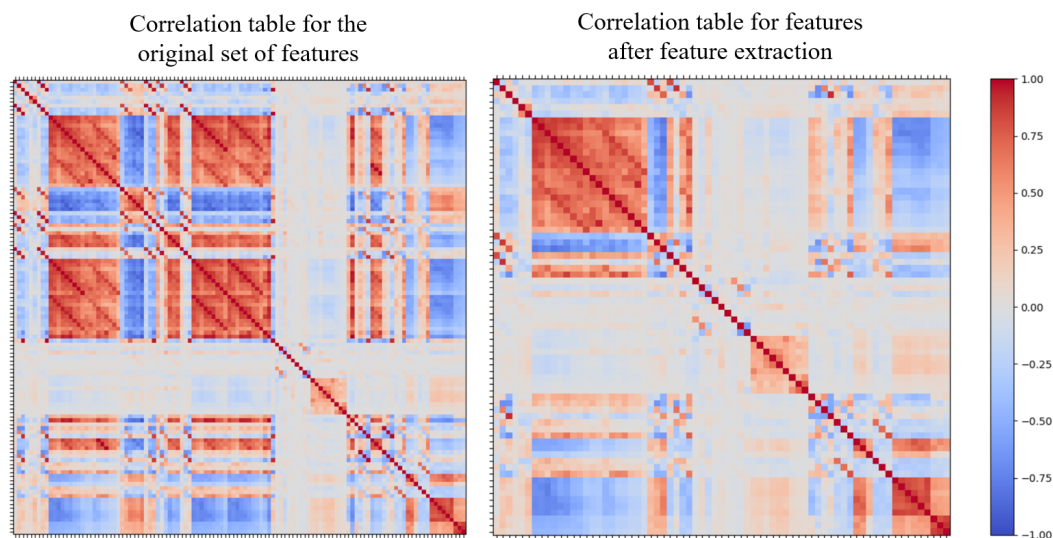 Correlation table for the
original set of features
Correlation table for features
after feature extraction
1.00
0.75
0.50
0.25
0.00
−0.25
−0.50
−0.75
−1.00